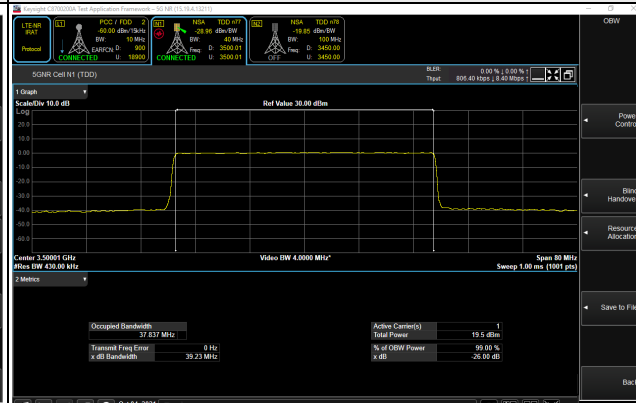 Keysight C8700200A Test Application Framework – 5G NR (15.19.4.13211)
OBW
LTE-NR
IRAT
Protocol
L1
PCC / FDD 2
-60.00 dBm/15kHz
BW: 10 MHz
EARFCN D: 900
CONNECTED U: 18900
N1
NSA TDD n77
-28.96 dBm/BW
BW: 40 MHz
Freq D: 3500.01
CONNECTED U: 3500.01
N2
NSA TDD n78
-19.85 dBm/BW
BW: 100 MHz
Freq D: 3450.00
OFF U: 3450.00
5GNR Cell N1 (TDD)
BLER: 0.00 % ↓ 0.00 % ↑
Thput: 806.40 kbps ↓ 8.40 Mbps ↑
1 Graph
Scale/Div 10.0 dB
Ref Value 30.00 dBm
Log
20.0
10.0
0.00
-10.0
-20.0
-30.0
-40.0
-50.0
-60.0
Center 3.50001 GHz
Video BW 4.0000 MHz*
Span 80 MHz
#Res BW 430.00 kHz
Sweep 1.00 ms (1001 pts)
2 Metrics
Occupied Bandwidth
37.837 MHz
Transmit Freq Error 0 Hz
x dB Bandwidth 39.23 MHz
Active Carrier(s) 1
Total Power 19.5 dBm
% of OBW Power 99.00 %
x dB -26.00 dB
Powe
Contro
Blin
Handove
Resource
Allocation
Save to File
Bac